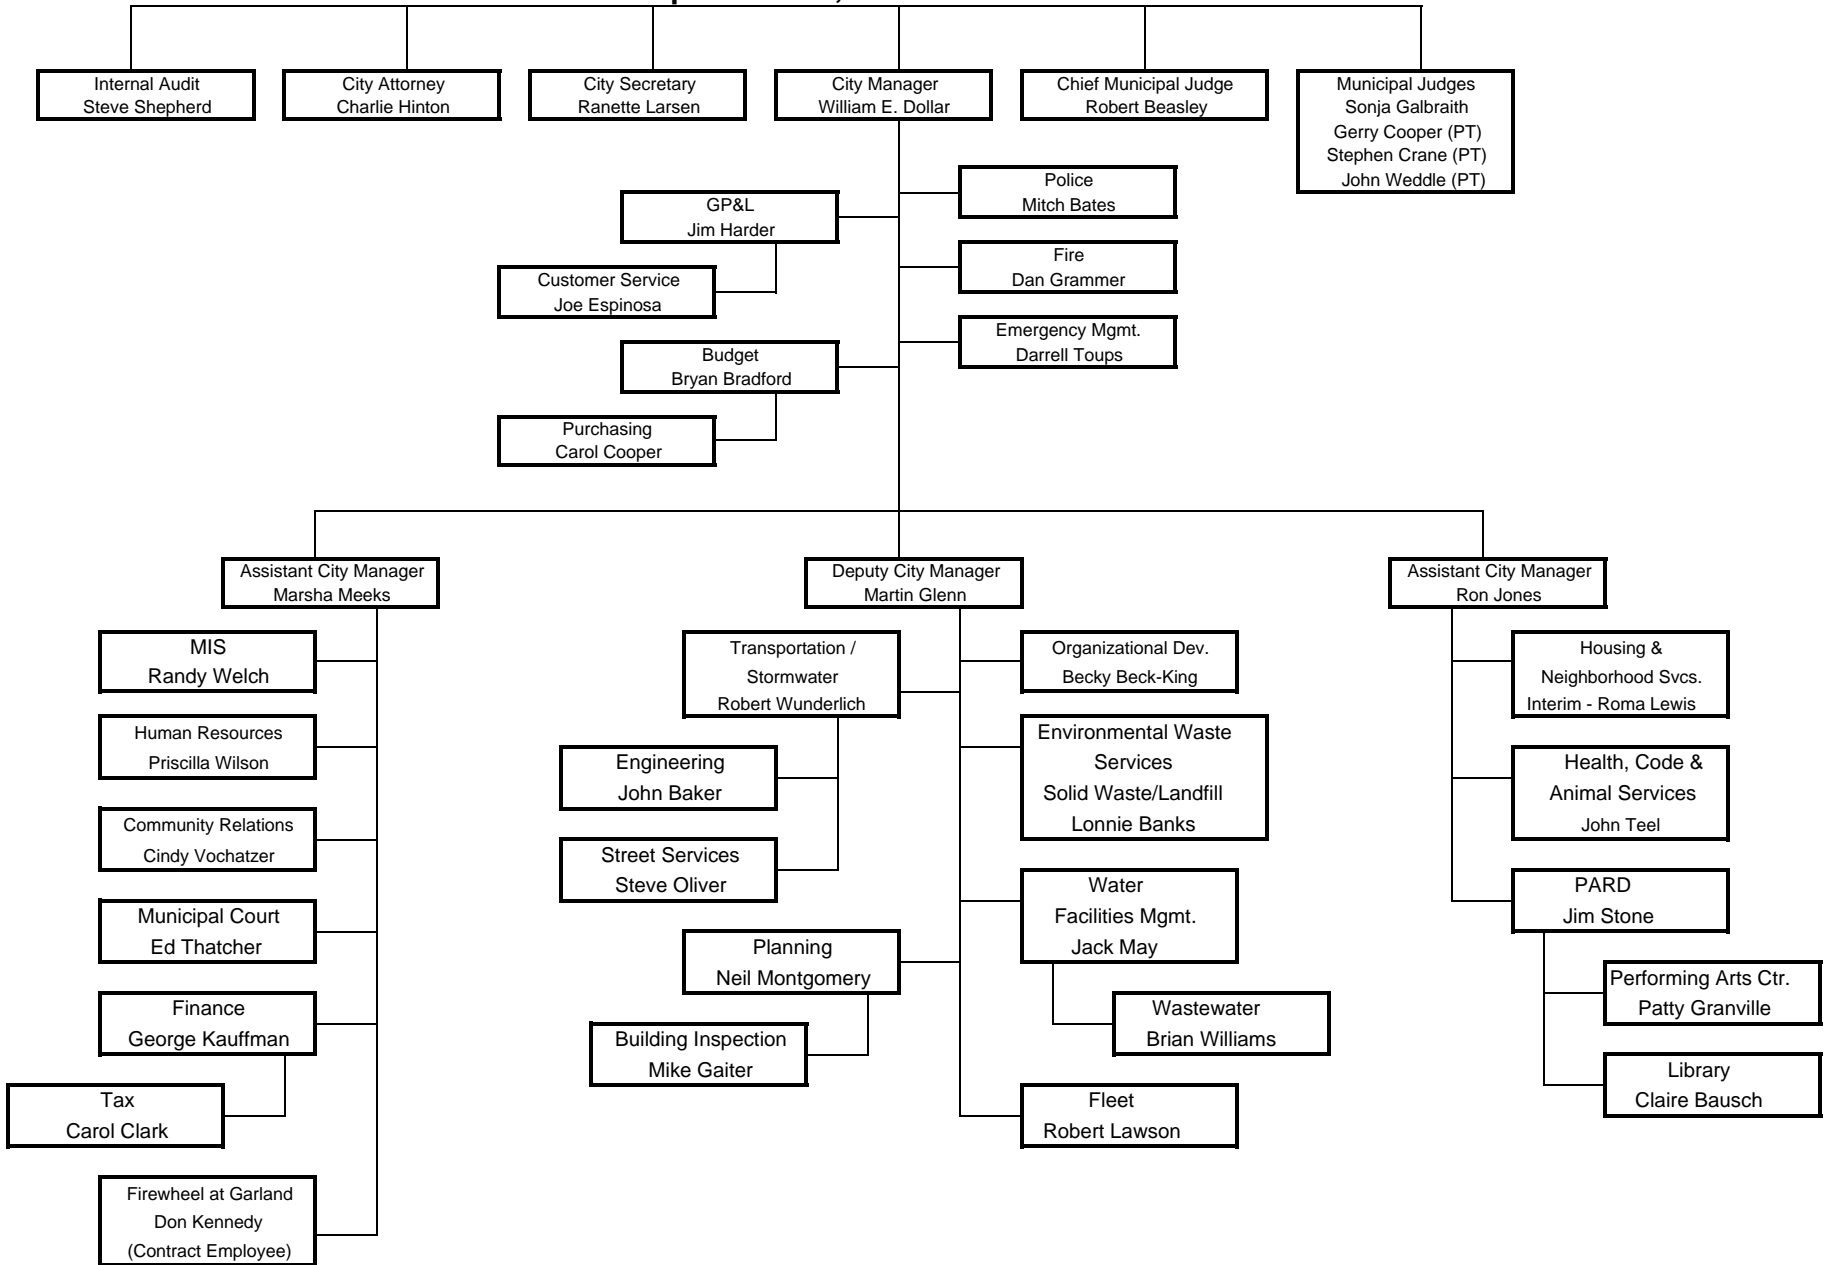 Internal Audit
Steve Shepherd
City Attorney
Charlie Hinton
City Secretary
Ranette Larsen
City Manager
William E. Dollar
Chief Municipal Judge
Robert Beasley
Municipal Judges
Sonja Galbraith
Gerry Cooper (PT)
Stephen Crane (PT)
John Weddle (PT)
GP&L
Jim Harder
Police
Mitch Bates
Customer Service
Joe Espinosa
Fire
Dan Grammer
Budget
Bryan Bradford
Emergency Mgmt.
Darrell Toups
Purchasing
Carol Cooper
Assistant City Manager
Marsha Meeks
Deputy City Manager
Martin Glenn
Assistant City Manager
Ron Jones
MIS
Randy Welch
Human Resources
Priscilla Wilson
Community Relations
Cindy Vochatzer
Municipal Court
Ed Thatcher
Finance
George Kauffman
Tax
Carol Clark
Firewheel at Garland
Don Kennedy
(Contract Employee)
Transportation /
Stormwater
Robert Wunderlich
Engineering
John Baker
Street Services
Steve Oliver
Planning
Neil Montgomery
Building Inspection
Mike Gaiter
Organizational Dev.
Becky Beck-King
Environmental Waste
Services
Solid Waste/Landfill
Lonnie Banks
Water
Facilities Mgmt.
Jack May
Wastewater
Brian Williams
Fleet
Robert Lawson
Housing &
Neighborhood Svcs.
Interim - Roma Lewis
Health, Code &
Animal Services
John Teel
PARD
Jim Stone
Performing Arts Ctr.
Patty Granville
Library
Claire Bausch